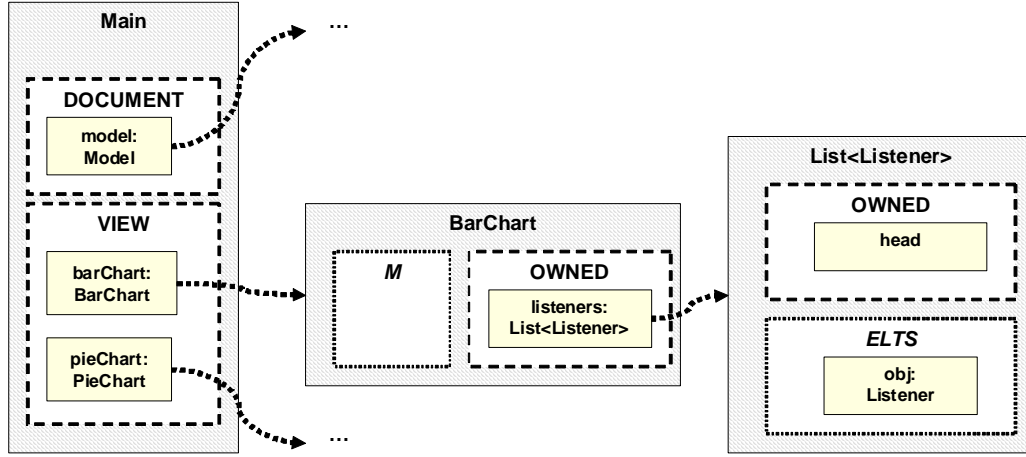 Main
...
DOCUMENT
model:
Model
VIEW
barChart:
BarChart
pieChart:
PieChart
...
BarChart
M
OWNED
listeners:
List<Listener>
List<Listener>
OWNED
head
ELTS
obj:
Listener